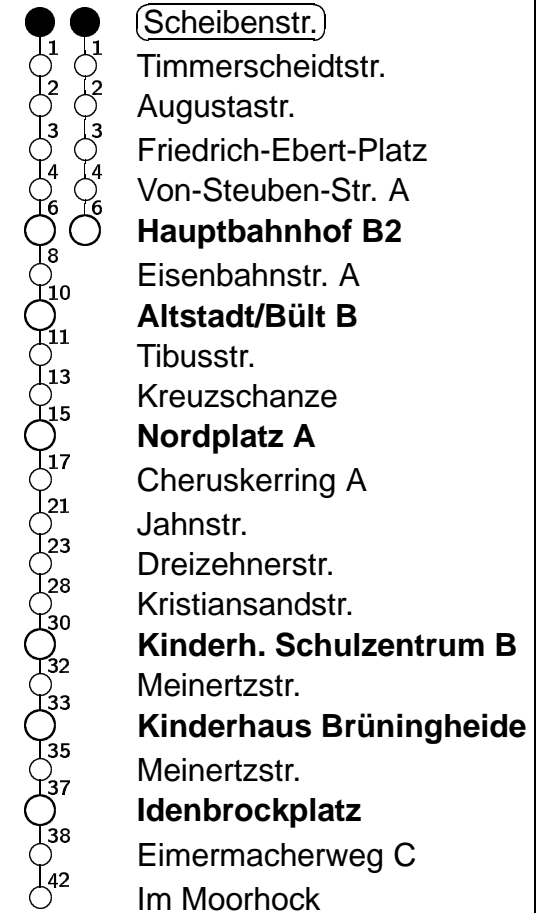 Scheibenstr.
1 1 Timmerscheidtstr.
2 2 Augustastr.
3 3 Friedrich-Ebert-Platz
4 4 Von-Steuben-Str. A
6 6 Hauptbahnhof B2
8 Eisenbahnstr. A
10 Altstadt/Bült B
11 Tibusstr.
13 Kreuzschanze
15 Nordplatz A
17 Cheruskerring A
21 Jahnstr.
23 Dreizehnerstr.
28 Kristiansandstr.
30 Kinderh. Schulzentrum B
32 Meinertzstr.
33 Kinderhaus Brüningheide
35 Meinertzstr.
37 Idenbrockplatz
38 Eimermacherweg C
42 Im Moorhock